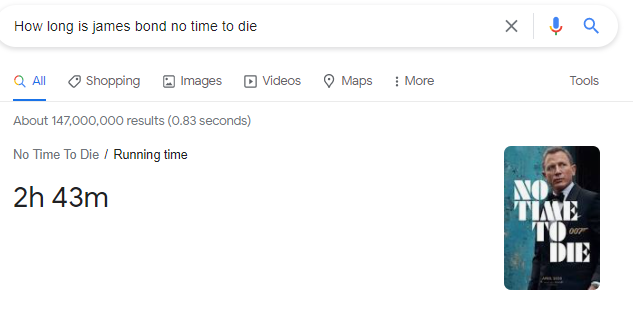 How long is james bond no time to die
All Shopping Images Videos Maps More Tools
About 147,000,000 results (0.83 seconds)
No Time To Die / Running time
2h 43m
NO
TIME
TO 007
DIE